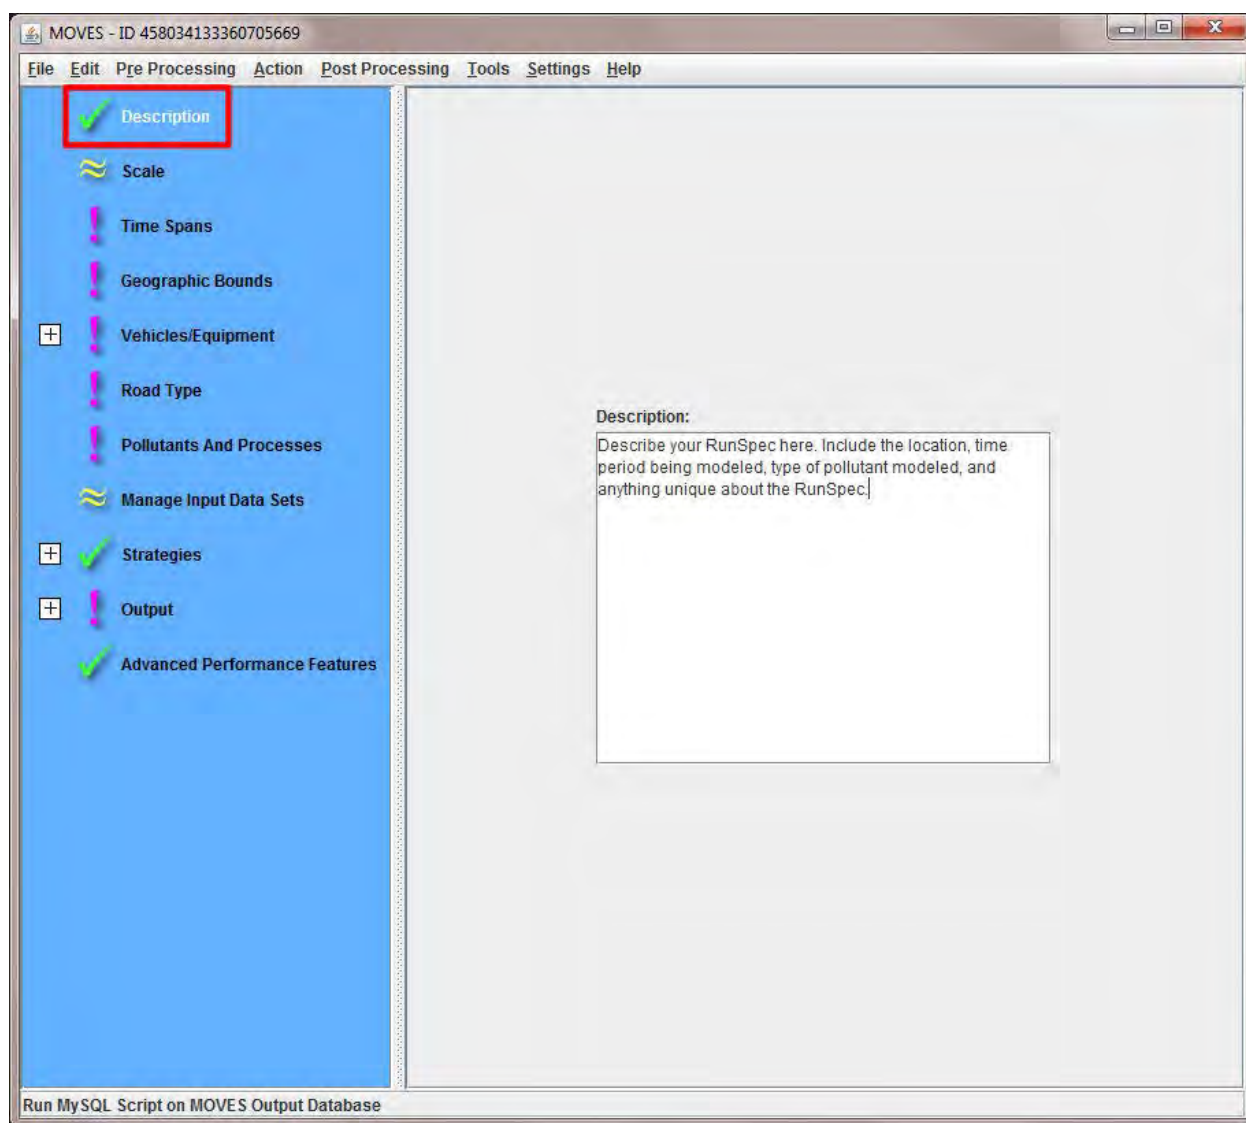 MOVES - ID 458034133360705669
File Edit Pre Processing Action Post Processing Tools Settings Help
Description
Scale
Time Spans
Geographic Bounds
Vehicles/Equipment
Road Type
Pollutants And Processes
Manage Input Data Sets
Strategies
Output
Advanced Performance Features
Description:
Describe your RunSpec here. Include the location, time
period being modeled, type of pollutant modeled, and
anything unique about the RunSpec.
Run MySQL Script on MOVES Output Database